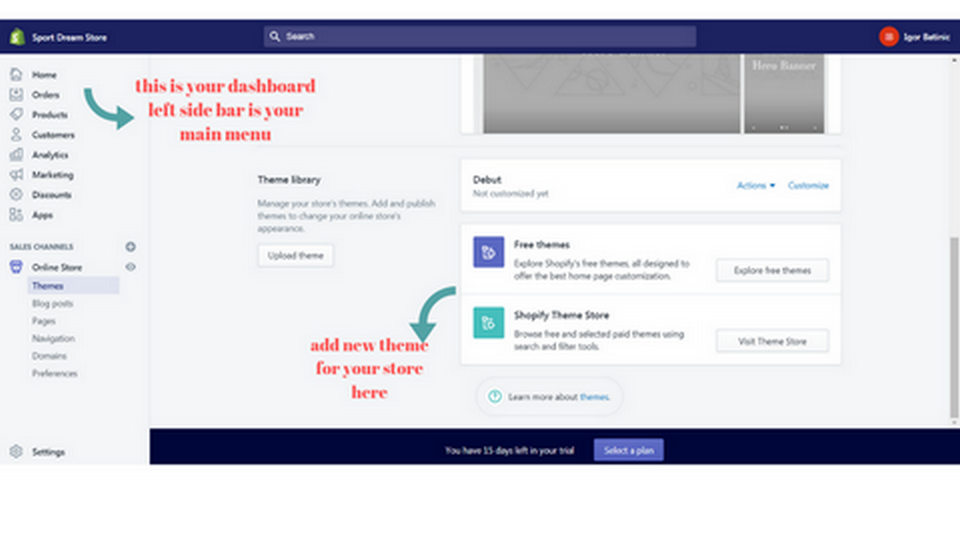 Sport Dream Store
Search
Igor Batinic
Home
Orders
Products
Customers
Analytics
Marketing
Discounts
Apps
SALES CHANNELS
Online Store
Themes
Blog posts
Pages
Navigation
Domains
Preferences
Settings
this is your dashboard
left side bar is your
main menu
Hero Banner
Theme library
Manage your store's themes. Add and publish
themes to change your online store's
appearance.
Upload theme
Debut
Not customized yet
Actions
Customize
Free themes
Explore Shopify's free themes, all designed to
offer the best home page customization.
Explore free themes
Shopify Theme Store
Browse free and selected paid themes using
search and filter tools.
Visit Theme Store
add new theme
for your store
here
Learn more about themes.
You have 15 days left in your trial
Select a plan